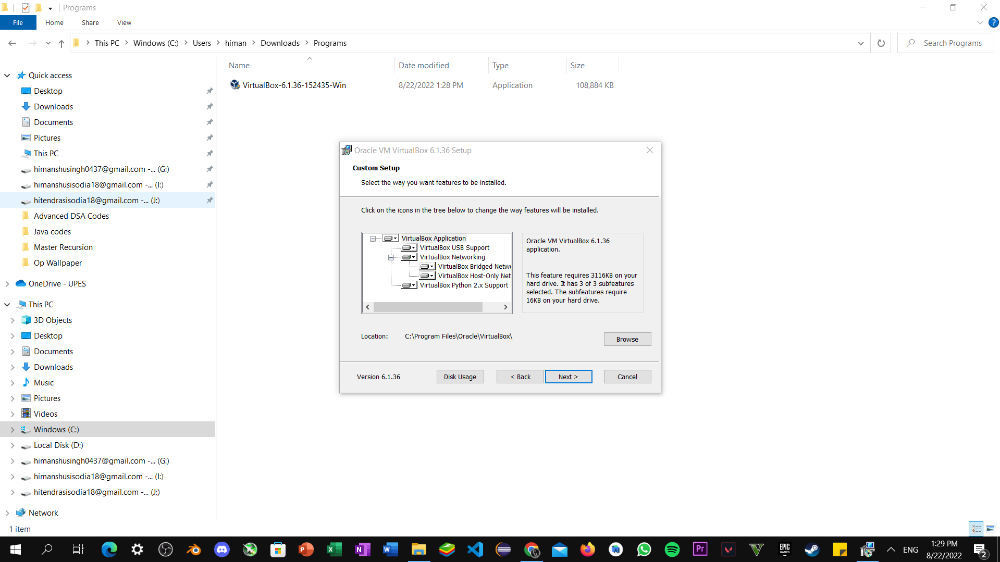 Programs
File Home Share View
This PC Windows (C:) Users himan Downloads Programs
Search Programs
Name Date modified Type Size
VirtualBox-6.1.36-152435-Win 8/22/2022 1:28 PM Application 108,884 KB
Quick access
Desktop
Downloads
Documents
Pictures
This PC
himanshusingh0437@gmail.com -... (G:)
himanshusisodia18@gmail.com -... (I:)
hitendrasisodia18@gmail.com -... (J:)
Advanced DSA Codes
Java codes
Master Recursion
Op Wallpaper
OneDrive - UPES
This PC
3D Objects
Desktop
Documents
Downloads
Music
Pictures
Videos
Windows (C:)
Local Disk (D:)
himanshusingh0437@gmail.com -... (G:)
himanshusisodia18@gmail.com -... (I:)
hitendrasisodia18@gmail.com -... (J:)
Network
1 item
Oracle VM VirtualBox 6.1.36 Setup
Custom Setup
Select the way you want features to be installed.
Click on the icons in the tree below to change the way features will be installed.
VirtualBox Application
VirtualBox USB Support
VirtualBox Networking
VirtualBox Bridged Netwo
VirtualBox Host-Only Net
VirtualBox Python 2.x Support
Oracle VM VirtualBox 6.1.36
application.
This feature requires 3116KB on your
hard drive. It has 3 of 3 subfeatures
selected. The subfeatures require
16KB on your hard drive.
Location: C:\Program Files\Oracle\VirtualBox\
Browse
Version 6.1.36 Disk Usage < Back Next > Cancel
EPIC
GAMES
ENG
1:29 PM
8/22/2022
2